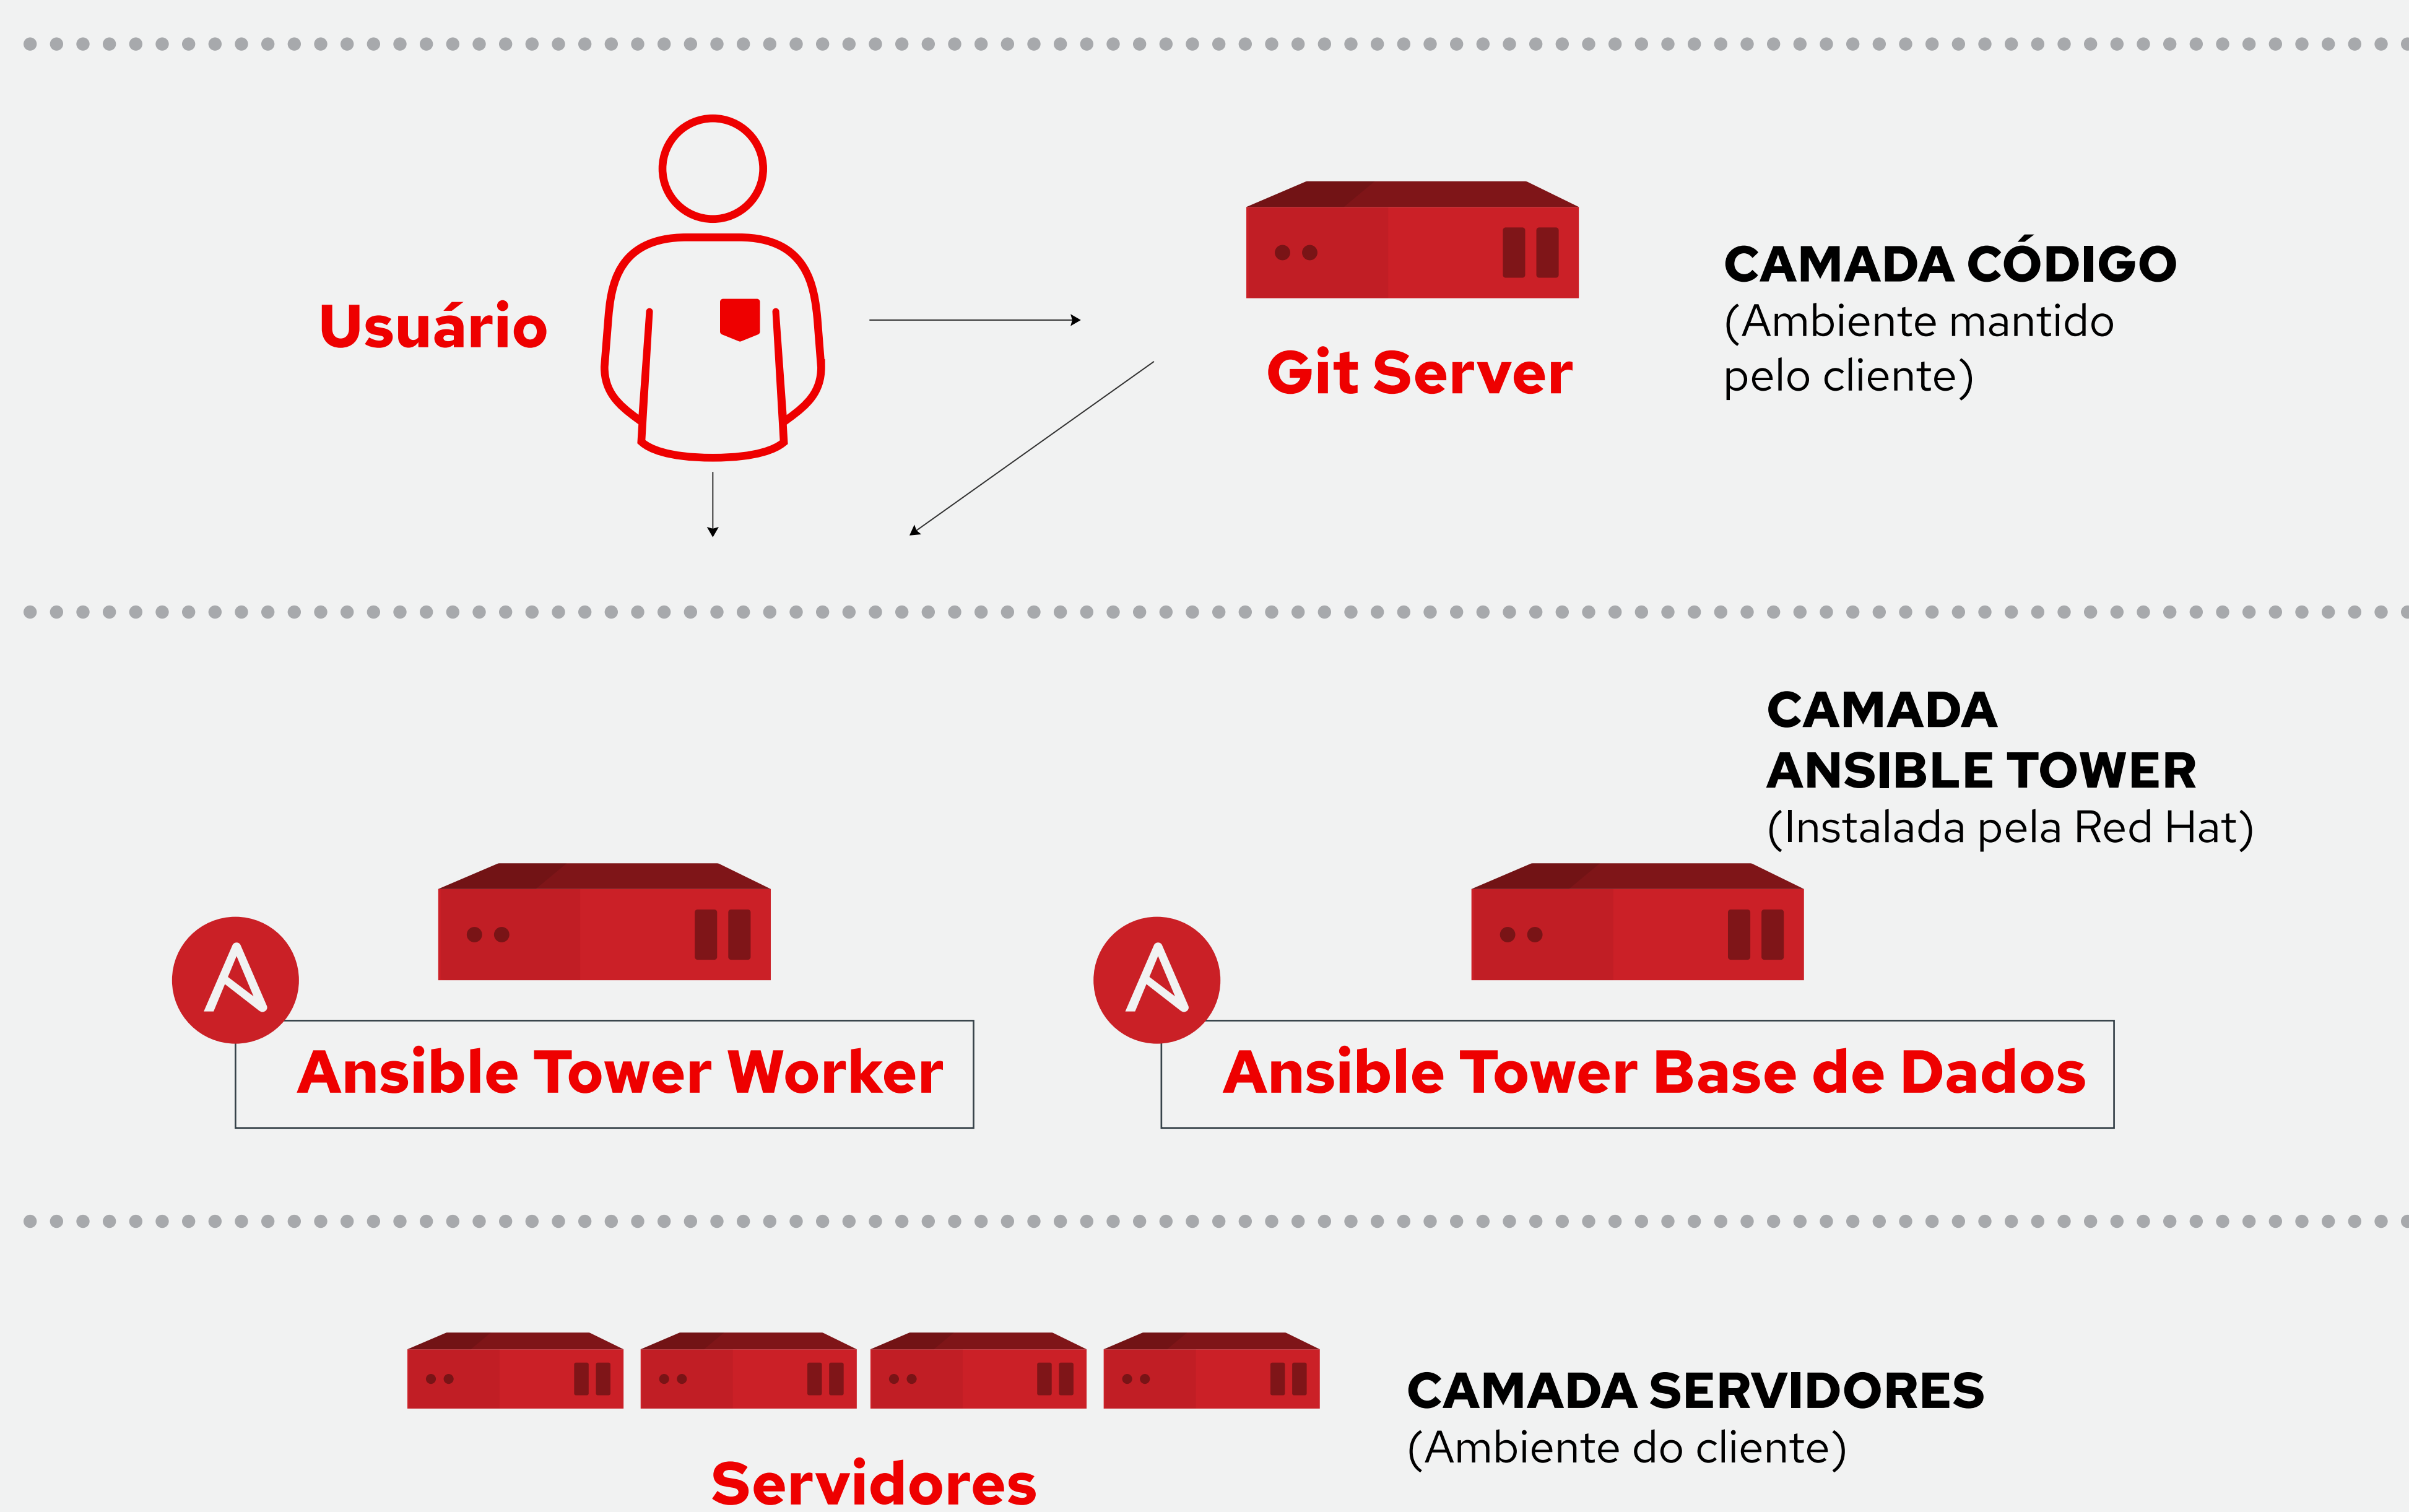 Usuário
Git Server
CAMADA CÓDIGO
(Ambiente mantido
pelo cliente)
CAMADA
ANSIBLE TOWER
(Instalada pela Red Hat)
Ansible Tower Worker
Ansible Tower Base de Dados
CAMADA SERVIDORES
(Ambiente do cliente)
Servidores